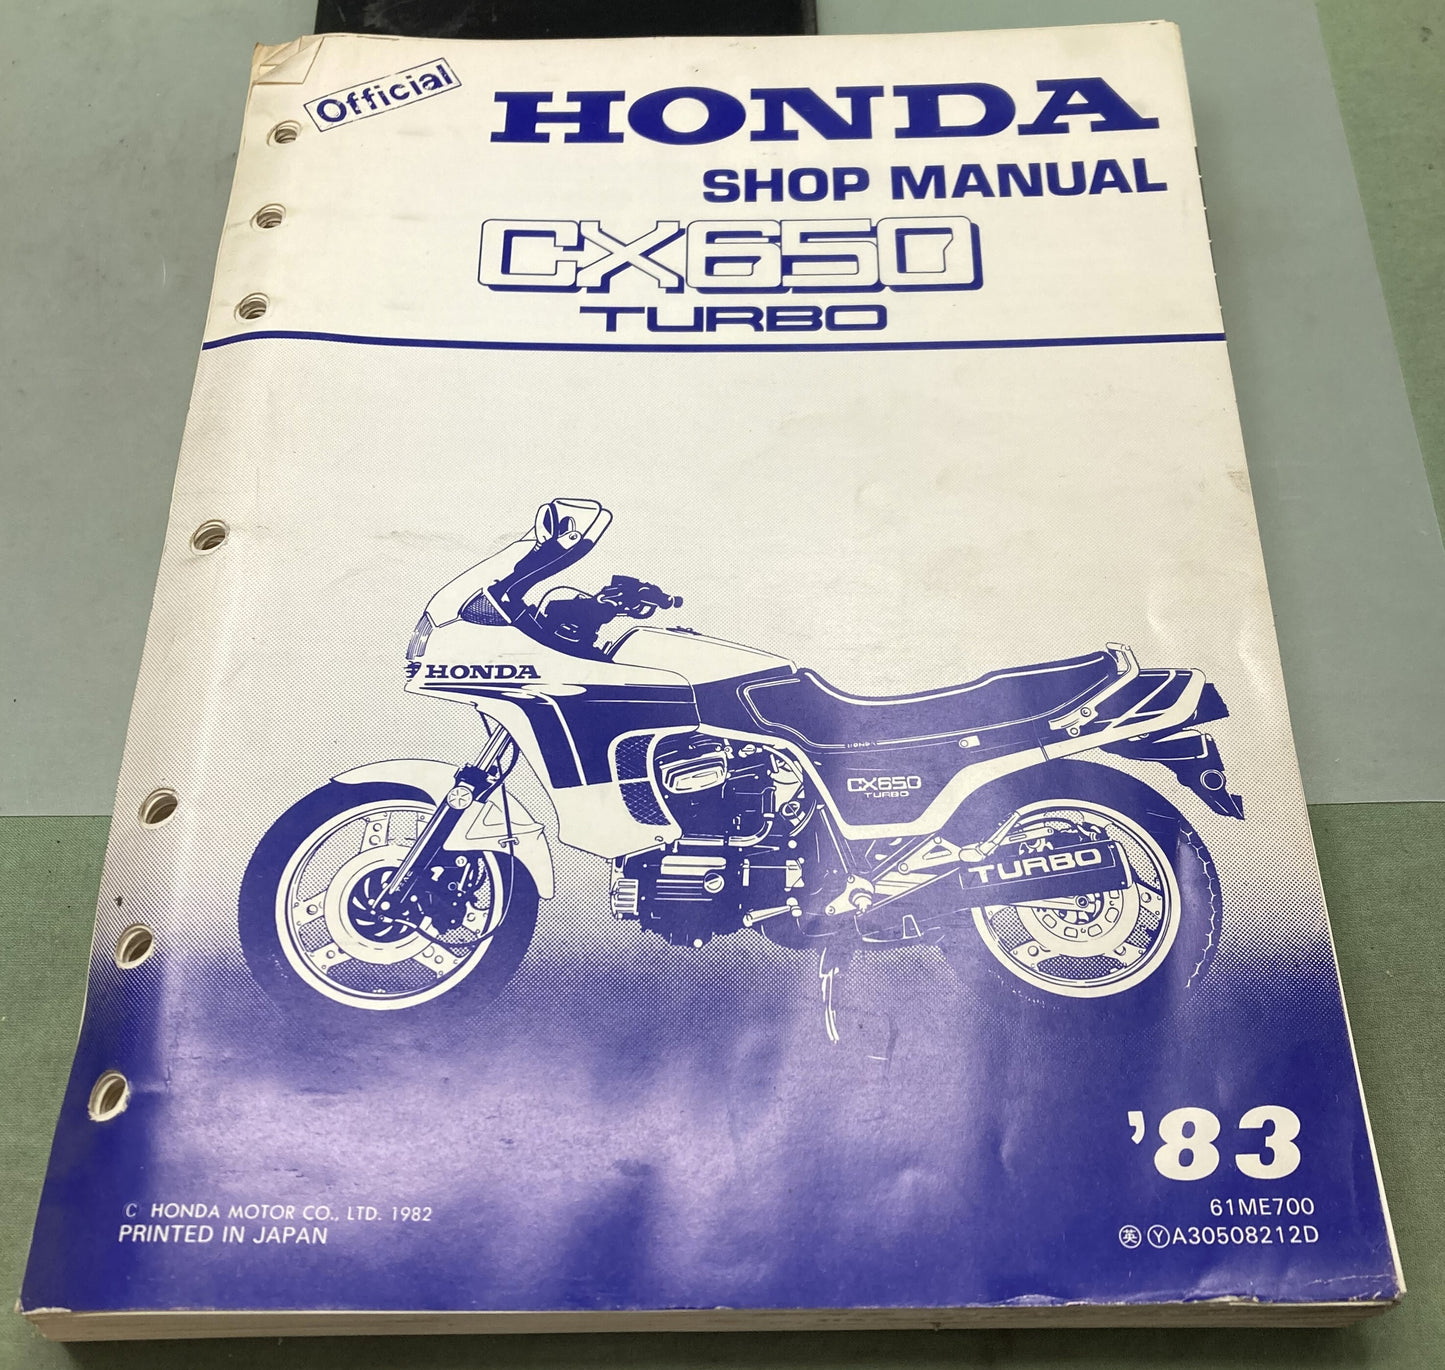 Official
HONDA
SHOP MANUAL
CX650
TURBO
HONDA
CX650
TURBO
TURBO
'83
C HONDA MOTOR CO., LTD. 1982
PRINTED IN JAPAN
61ME700
英 Y A30508212D